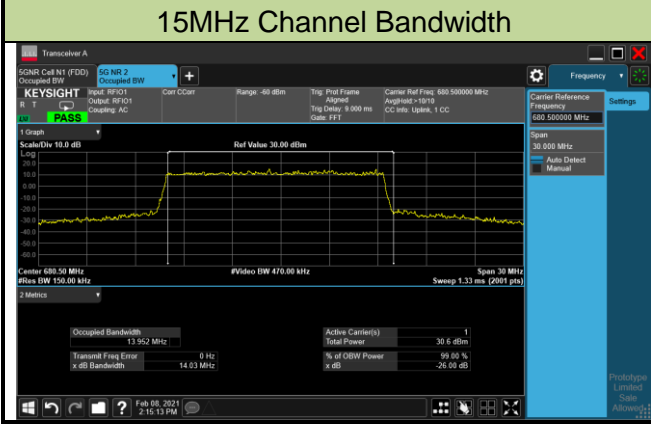 15MHz Channel Bandwidth
Transceiver A
5GNR Cell N1 (FDD)
Occupied BW
5G NR 2
Occupied BW
Frequency
KEYSIGHT
R T
PASS
Input: RFIO1
Output: RFIO1
Coupling: AC
Corr CCorr
Range: -60 dBm
Trig: Prot Frame
Aligned
Trig Delay: 9.000 ms
Gate: FFT
Carrier Ref Freq: 680.500000 MHz
Avg|Hold:>10/10
CC Info: Uplink, 1 CC
Carrier Reference
Frequency
680.500000 MHz
Settings
Span
30.000 MHz
Auto Detect
Manual
1 Graph
Scale/Div 10.0 dB
Ref Value 30.00 dBm
Log
20.0
10.0
0.00
-10.0
-20.0
-30.0
-40.0
-50.0
-60.0
Center 680.50 MHz
#Video BW 470.00 kHz
Span 30 MHz
#Res BW 150.00 kHz
Sweep 1.33 ms (2001 pts)
2 Metrics
Occupied Bandwidth
13.952 MHz
Active Carrier(s) 1
Total Power 30.6 dBm
Transmit Freq Error 0 Hz
x dB Bandwidth 14.03 MHz
% of OBW Power 99.00 %
x dB -26.00 dB
Feb 08, 2021
2:15:13 PM
Prototype
Limited
Sale
Allowed